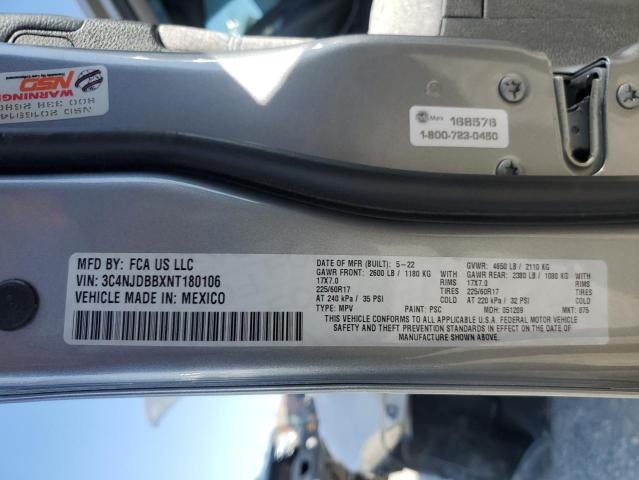 WARNING!
NSD
168576
1-800-723-0450
MFD BY: FCA US LLC
VIN: 3C4NJDBBXNT180106
VEHICLE MADE IN: MEXICO
DATE OF MFR (BUILT): 5-22 GVWR: 4650 LB / 2110 KG
GAWR FRONT: 2600 LB / 1180 KG WITH GAWR REAR: 2380 LB / 1080 KG WITH
17X7.0 RIMS 17X7.0 RIMS
225/60R17 TIRES 225/60R17 TIRES
AT 240 kPa / 35 PSI AT 220 kPa / 32 PSI
TYPE: MPV PAINT: PSC MDH: 051209 MKT: 875
THIS VEHICLE CONFORMS TO ALL APPLICABLE U.S.A. FEDERAL MOTOR VEHICLE
SAFETY AND THEFT PREVENTION STANDARDS IN EFFECT ON THE DATE OF
MANUFACTURE SHOWN ABOVE.